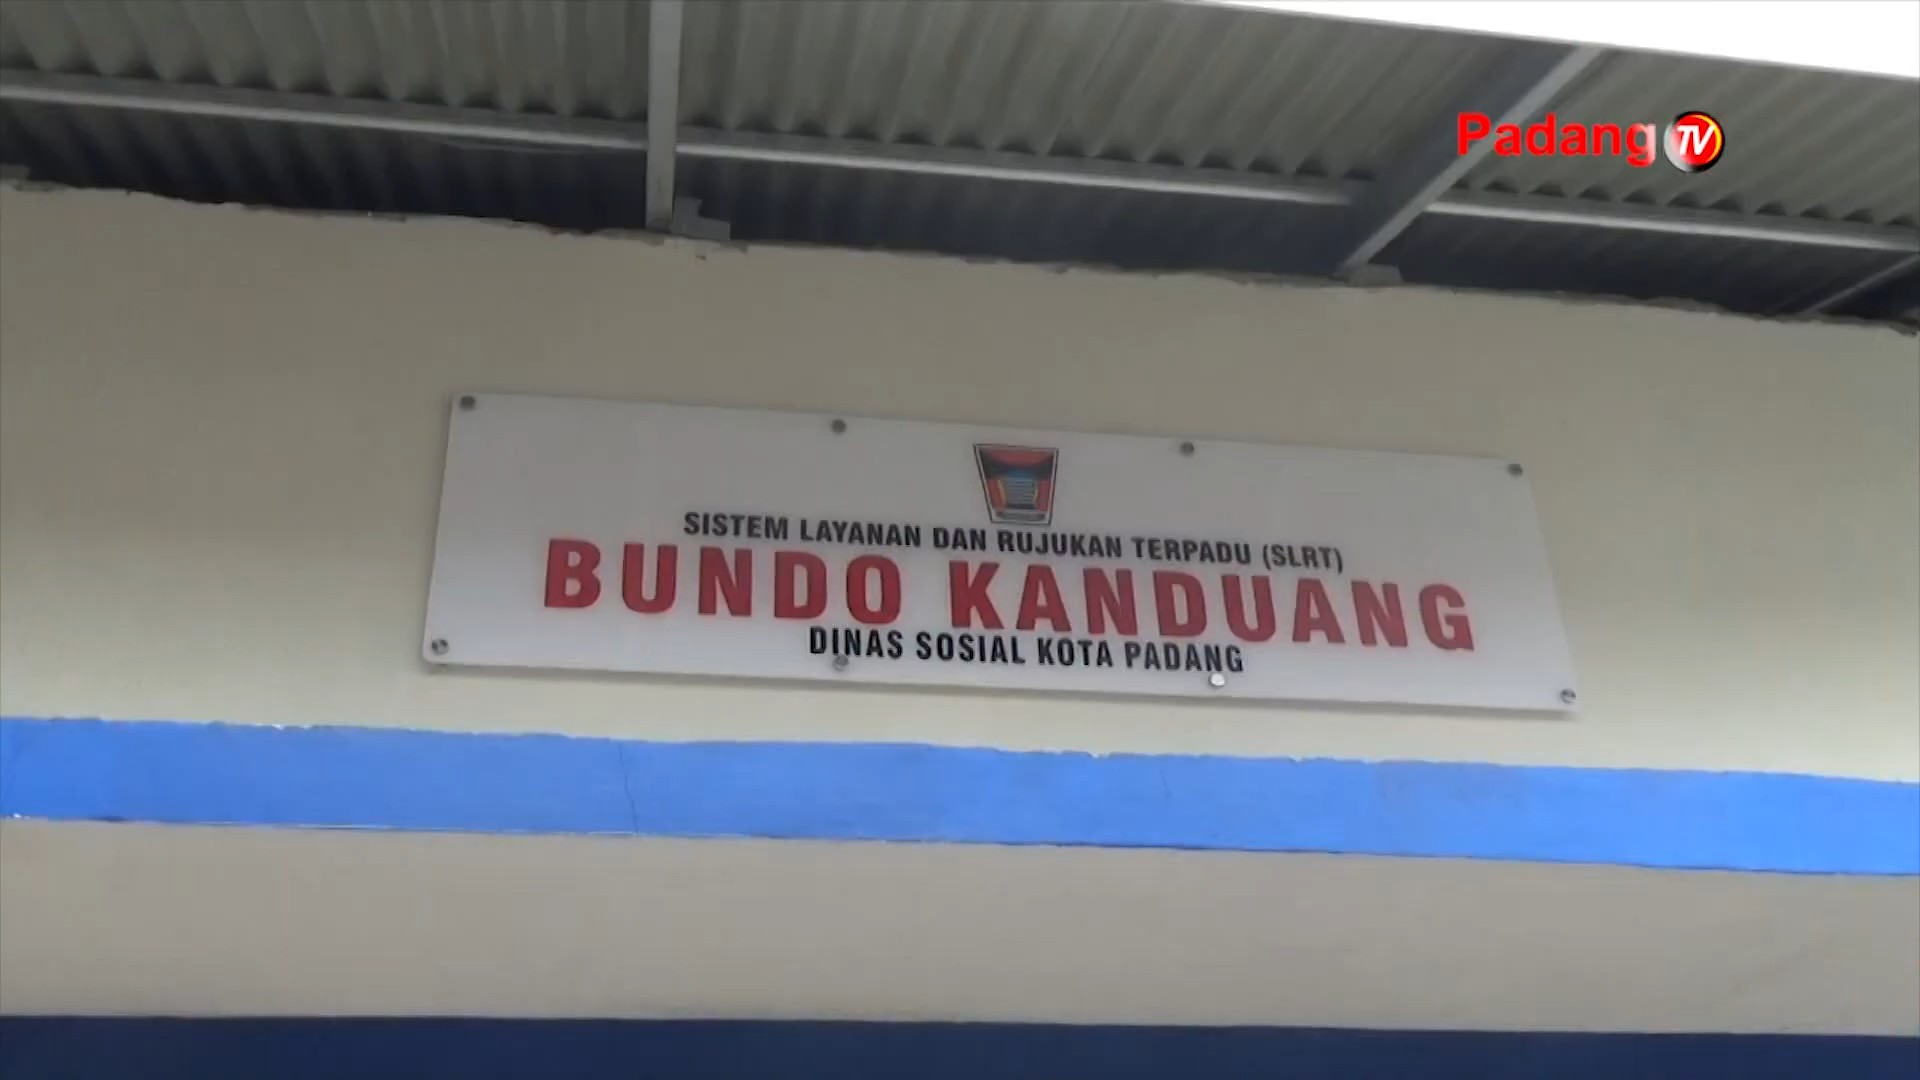 Padang TV
SISTEM LAYANAN DAN RUJUKAN TERPADU (SLRT)
BUNDO KANDUANG
DINAS SOSIAL KOTA PADANG